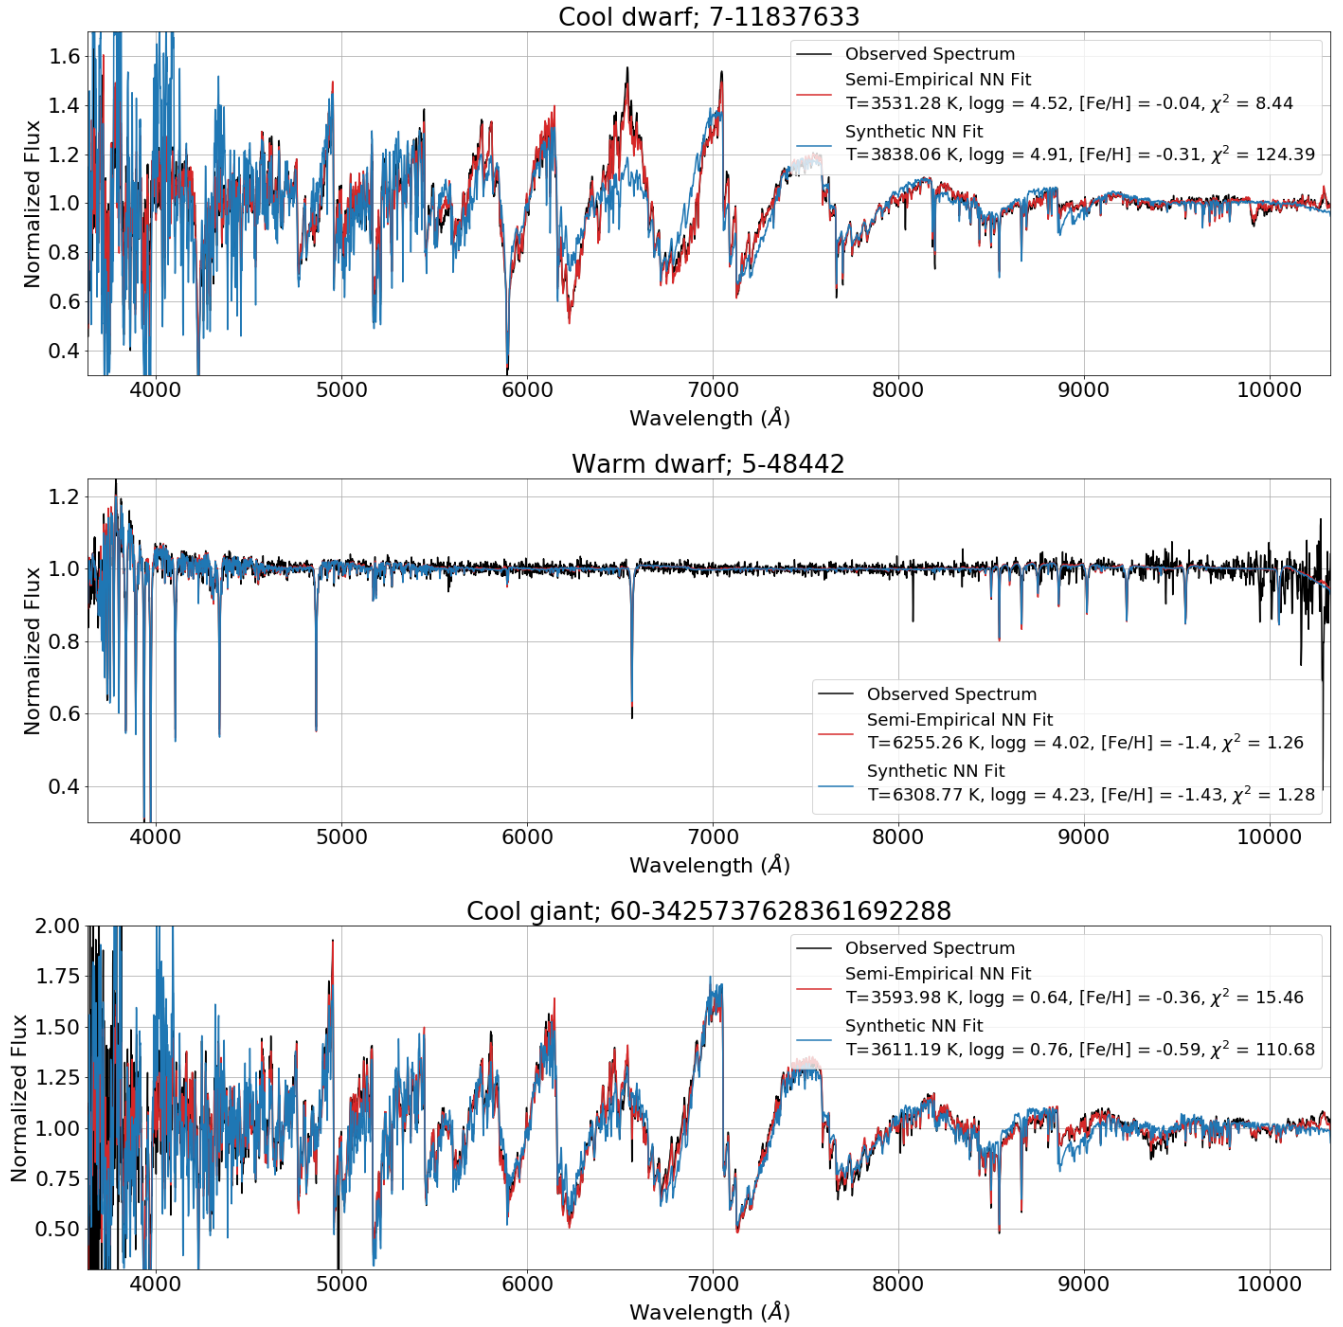 Cool dwarf; 7-11837633
1.6
1.4
1.2
1.0
0.8
0.6
0.4
Normalized Flux
Observed Spectrum
Semi-Empirical NN Fit
T=3531.28 K, logg = 4.52, [Fe/H] = -0.04, χ² = 8.44
Synthetic NN Fit
T=3838.06 K, logg = 4.91, [Fe/H] = -0.31, χ² = 124.39
4000 5000 6000 7000 8000 9000 10000
Wavelength (Å)
Warm dwarf; 5-48442
1.2
1.0
0.8
0.6
0.4
Normalized Flux
Observed Spectrum
Semi-Empirical NN Fit
T=6255.26 K, logg = 4.02, [Fe/H] = -1.4, χ² = 1.26
Synthetic NN Fit
T=6308.77 K, logg = 4.23, [Fe/H] = -1.43, χ² = 1.28
4000 5000 6000 7000 8000 9000 10000
Wavelength (Å)
Cool giant; 60-3425737628361692288
2.00
1.75
1.50
1.25
1.00
0.75
0.50
Normalized Flux
Observed Spectrum
Semi-Empirical NN Fit
T=3593.98 K, logg = 0.64, [Fe/H] = -0.36, χ² = 15.46
Synthetic NN Fit
T=3611.19 K, logg = 0.76, [Fe/H] = -0.59, χ² = 110.68
4000 5000 6000 7000 8000 9000 10000
Wavelength (Å)